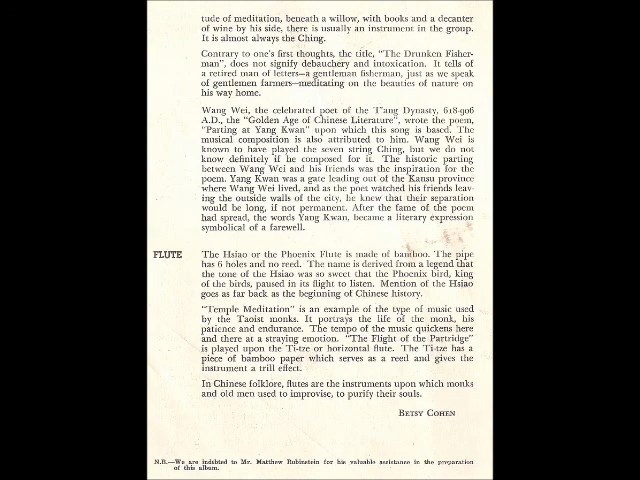 tude of meditation, beneath a willow, with books and a decanter
of wine by his side, there is usually an instrument in the group.
It is almost always the Ching.
Contrary to one's first thoughts, the title, "The Drunken Fisher-
man", does not signify debauchery and intoxication. It tells of
a retired man of letters—a gentleman fisherman, just as we speak
of gentlemen farmers—meditating on the beauties of nature on
his way home.
Wang Wei, the celebrated poet of the T'ang Dynasty, 618-906
A.D., the "Golden Age of Chinese Literature", wrote the poem,
"Parting at Yang Kwan" upon which this song is based. The
musical composition is also attributed to him. Wang Wei is
known to have played the seven string Ching, but we do not
know definitely if he composed for it. The historic parting
between Wang Wei and his friends was the inspiration for the
poem. Yang Kwan was a gate leading out of the Kansu province
where Wang Wei lived, and as the poet watched his friends leav-
ing the outside walls of the city, he knew that their separation
would be long, if not permanent. After the fame of the poem
had spread, the words Yang Kwan, became a literary expression
symbolical of a farewell.
FLUTE The Hsiao or the Phoenix Flute is made of bamboo. The pipe
has 6 holes and no reed. The name is derived from a legend that
the tone of the Hsiao was so sweet that the Phoenix bird, king
of the birds, paused in its flight to listen. Mention of the Hsiao
goes as far back as the beginning of Chinese history.
"Temple Meditation" is an example of the type of music used
by the Taoist monks. It portrays the life of the monk, his
patience and endurance. The tempo of the music quickens here
and there at a straying emotion. "The Flight of the Partridge"
is played upon the Ti-tze or horizontal flute. The Ti-tze has a
piece of bamboo paper which serves as a reed and gives the
instrument a trill effect.
In Chinese folklore, flutes are the instruments upon which monks
and old men used to improvise, to purify their souls.
BETSY COHEN
N.B.—We are indebted to Mr. Matthew Rubinstein for his valuable assistance in the preparation
of this album.